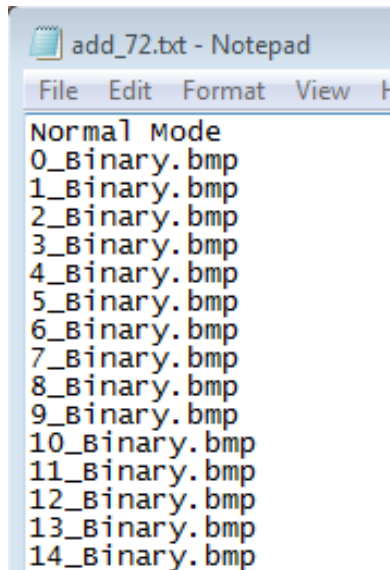 add_72.txt - Notepad
File Edit Format View
Normal Mode
0_Binary.bmp
1_Binary.bmp
2_Binary.bmp
3_Binary.bmp
4_Binary.bmp
5_Binary.bmp
6_Binary.bmp
7_Binary.bmp
8_Binary.bmp
9_Binary.bmp
10_Binary.bmp
11_Binary.bmp
12_Binary.bmp
13_Binary.bmp
14_Binary.bmp